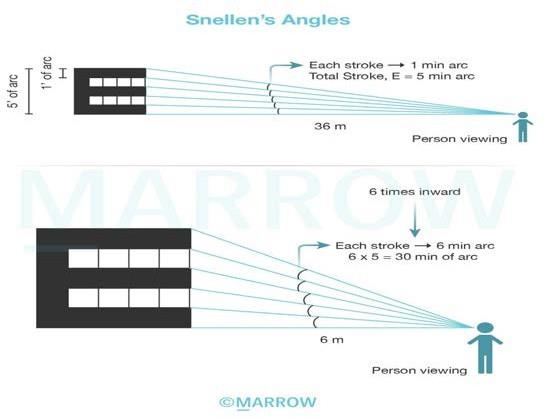 Snellen's Angles
5' of arc
1' of arc
Each stroke → 1 min arc
Total Stroke, E = 5 min arc
36 m
Person viewing
MARROW
6 times inward
Each stroke → 6 min arc
6 x 5 = 30 min of arc
6 m
Person viewing
©MARROW